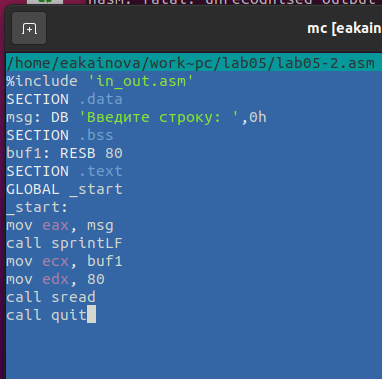 nasm: fatal: unrecognised output
mc [eakain
/home/eakainova/work-pc/lab05/lab05-2.asm
%include 'in_out.asm'
SECTION .data
msg: DB 'Введите строку: ',0h
SECTION .bss
buf1: RESB 80
SECTION .text
GLOBAL _start
_start:
mov eax, msg
call sprintLF
mov ecx, buf1
mov edx, 80
call sread
call quit